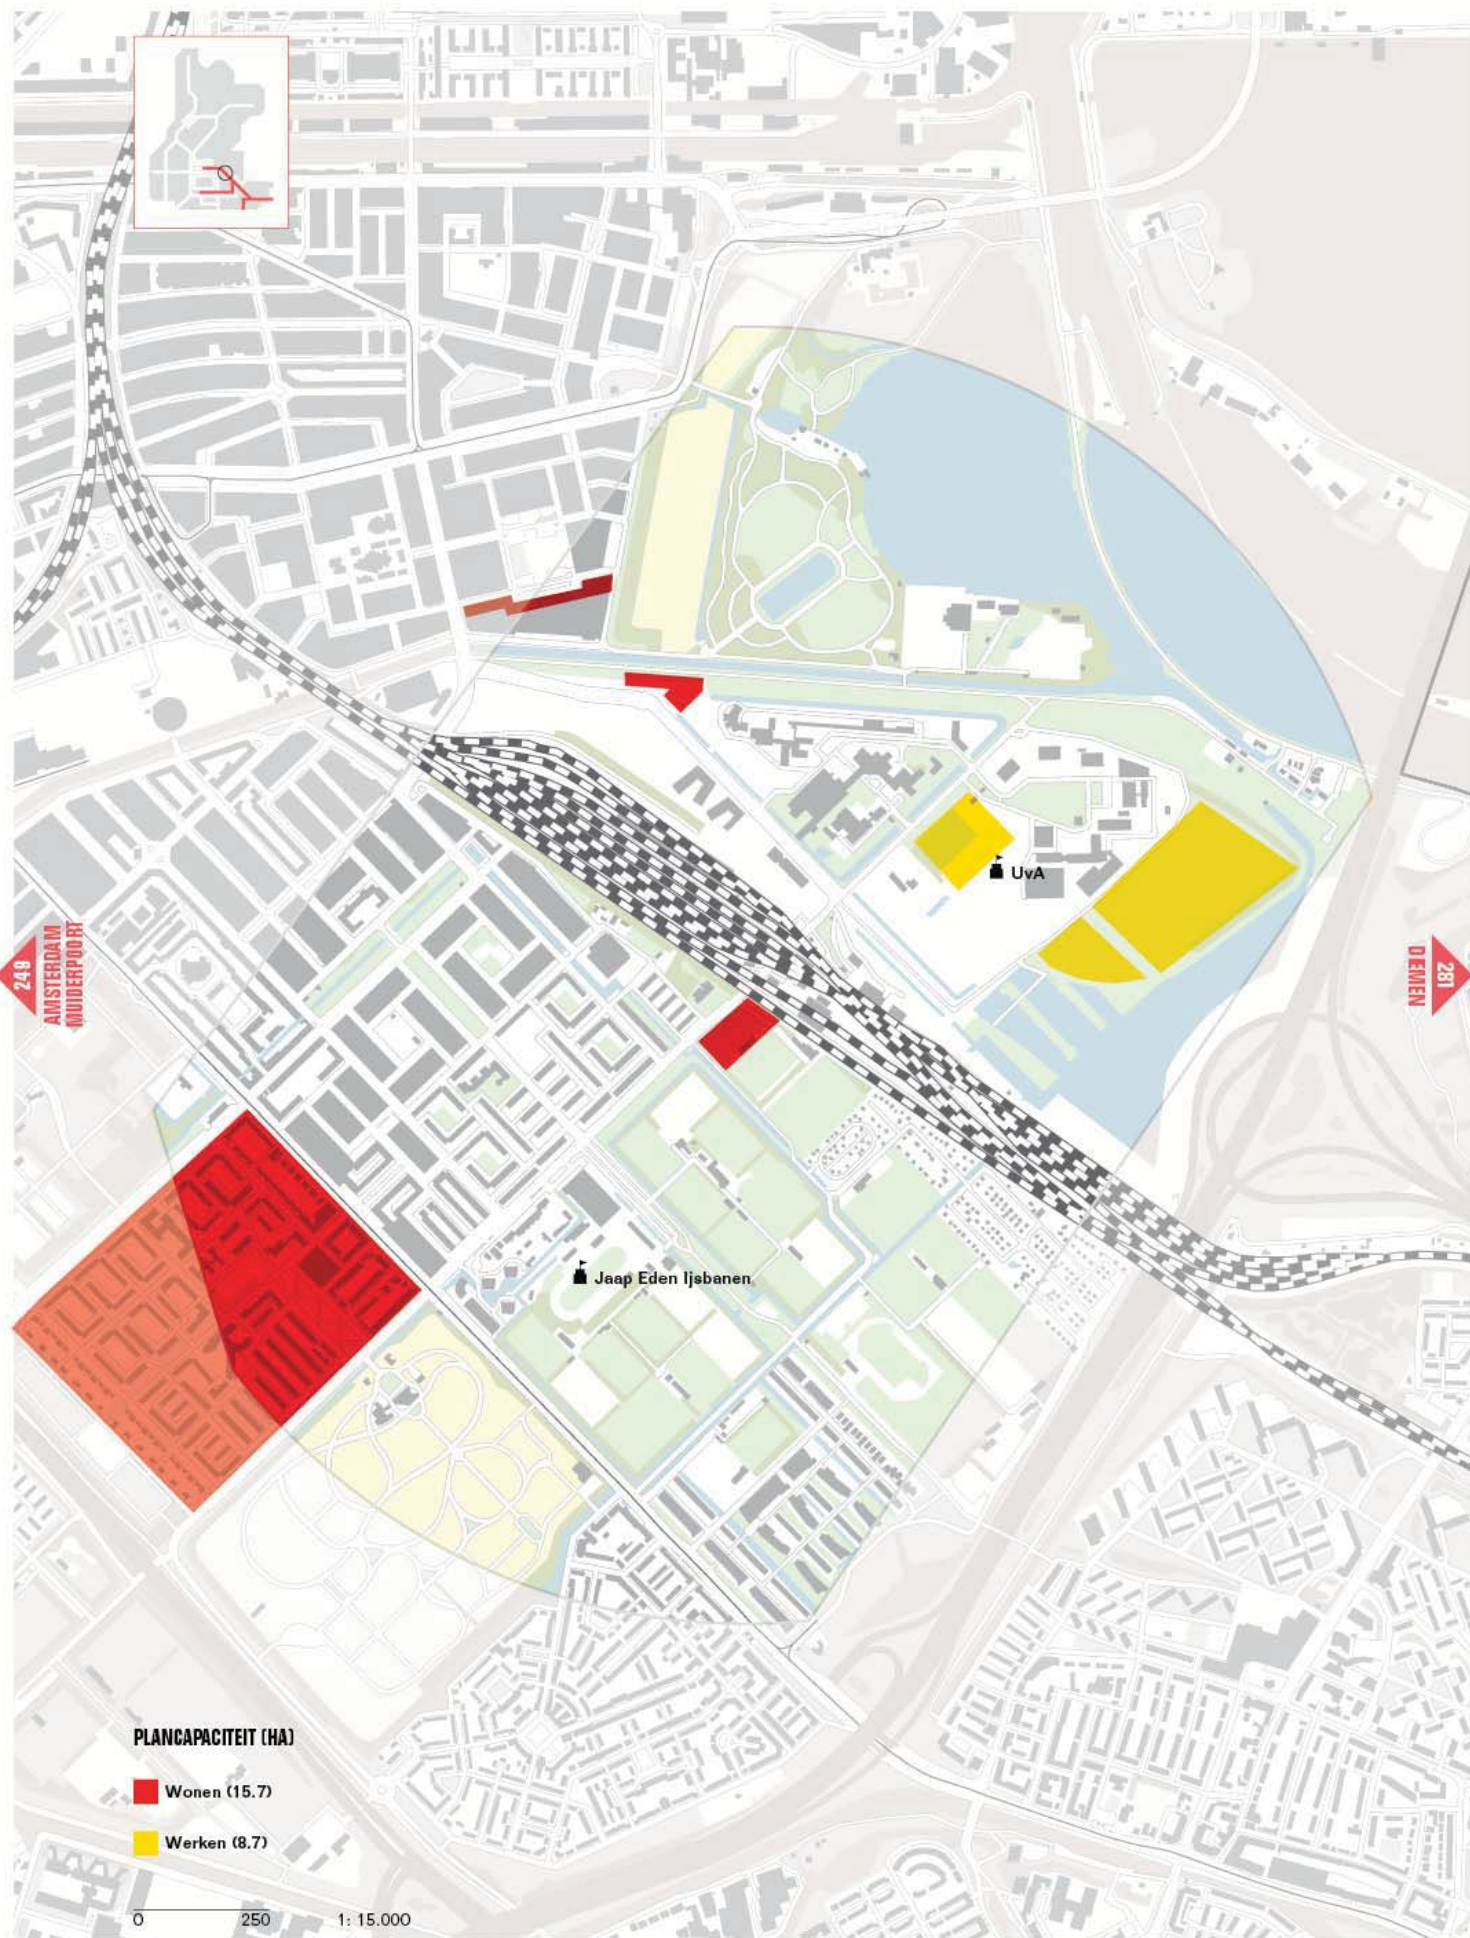 UvA
249
AMSTERDAM
MUIDERPOORT
281
DIEMEN
Jaap Eden Ijsbanen
PLANCAPACITEIT (HA)
Wonen (15.7)
Werken (8.7)
0 250 1: 15.000